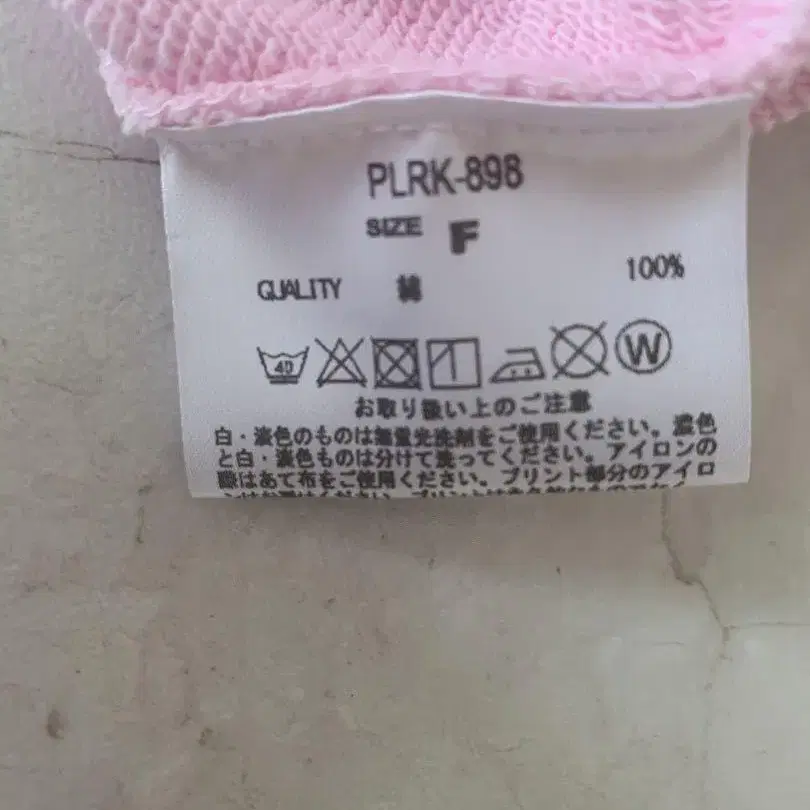 PLRK-898
SIZE F
QUALITY 綿 100%
40 W
お取り扱い上のご注意
白・淡色のものは無蛍光洗剤をご使用ください。濃色
と白・淡色ものは分けて洗ってください。アイロンの
際はあて布をご使用ください。プリント部分のアイロ